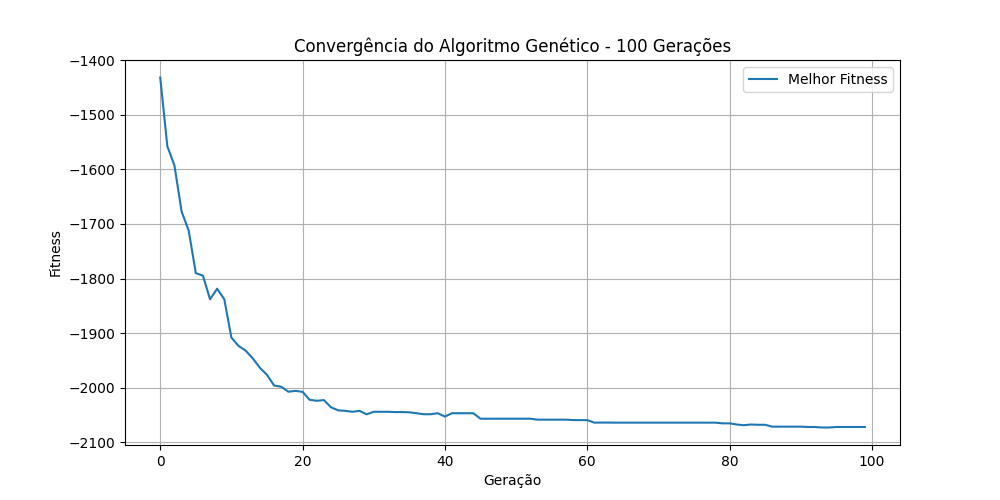 Convergência do Algoritmo Genético - 100 Gerações
Melhor Fitness
Fitness
−1400
−1500
−1600
−1700
−1800
−1900
−2000
−2100
0 20 40 60 80 100
Geração